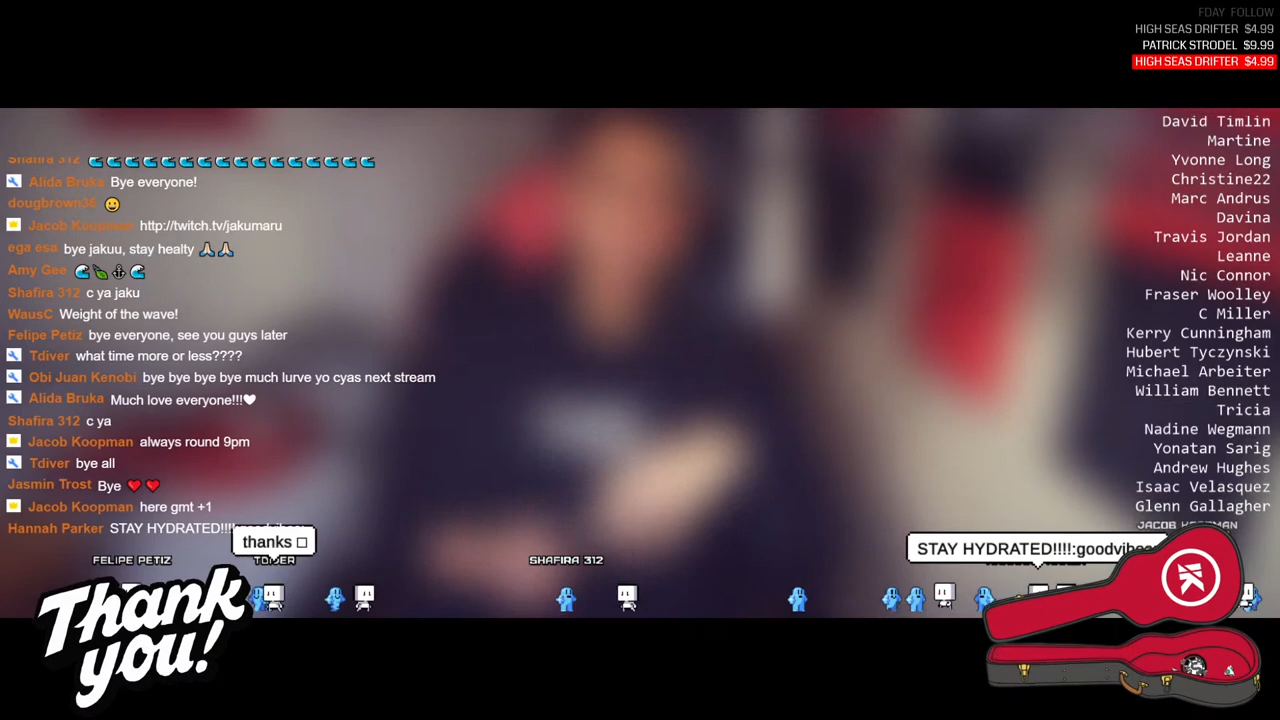 FDAY FOLLOW
HIGH SEAS DRIFTER $4.99
PATRICK STRODEL $9.99
HIGH SEAS DRIFTER $4.99
Shafira 312
Alida Bruka Bye everyone!
dougbrown36
Jacob Koopman http://twitch.tv/jakumaru
ega esa bye jakuu, stay healty 🙏🙏
Amy Gee
Shafira 312 c ya jaku
WausC Weight of the wave!
Felipe Petiz bye everyone, see you guys later
Tdiver what time more or less????
Obi Juan Kenobi bye bye bye bye much lurve yo cyas next stream
Alida Bruka Much love everyone!!!♥
Shafira 312 c ya
Jacob Koopman always round 9pm
Tdiver bye all
Jasmin Trost Bye ❤❤
Jacob Koopman here gmt +1
Hannah Parker STAY HYDRATED!!!!:goodvibes:
David Timlin
Martine
Yvonne Long
Christine22
Marc Andrus
Davina
Travis Jordan
Leanne
Nic Connor
Fraser Woolley
C Miller
Kerry Cunningham
Hubert Tyczynski
Michael Arbeiter
William Bennett
Tricia
Nadine Wegmann
Yonatan Sarig
Andrew Hughes
Isaac Velasquez
Glenn Gallagher
JACOB KOOPMAN
thanks
STAY HYDRATED!!!!:goodvibes
FELIPE PETIZ
TDIVER
SHAFIRA 312
Thank
you!